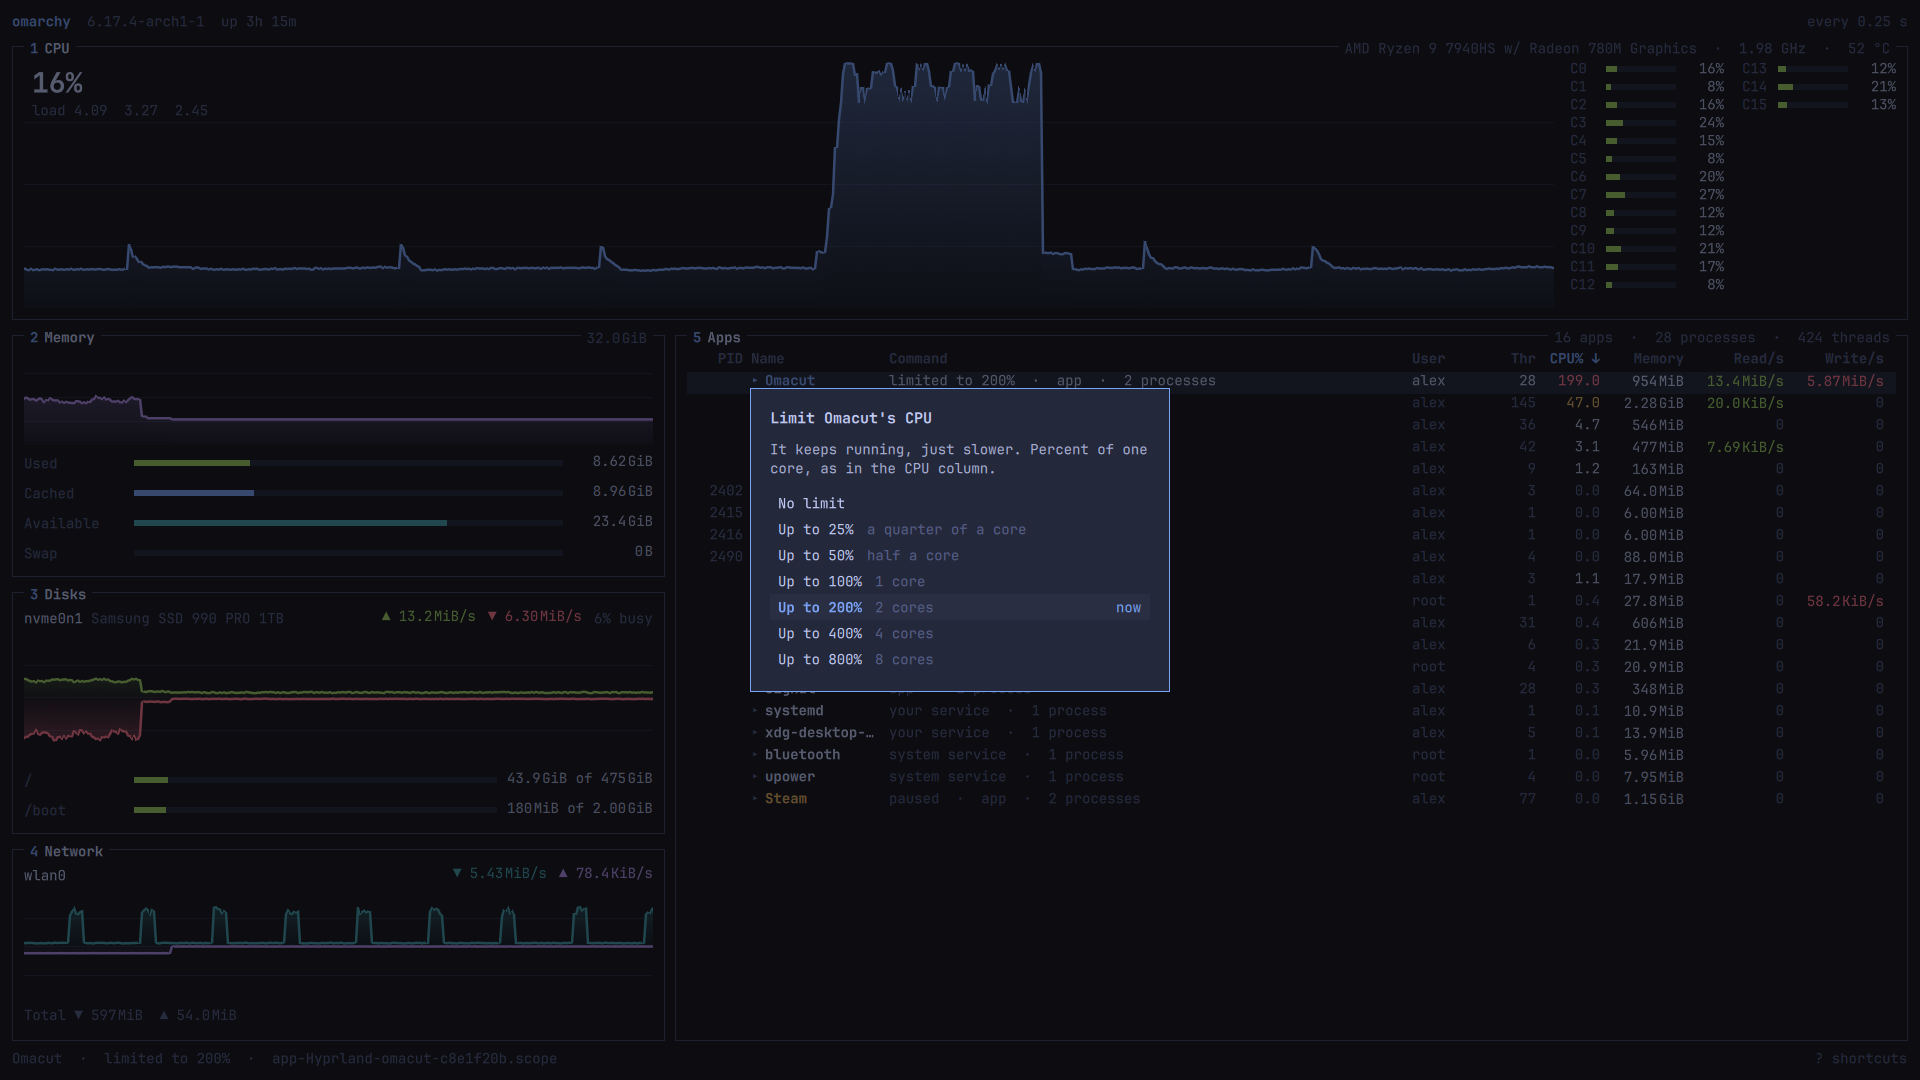 omarchy 6.17.4-arch1-1 up 3h 15m every 0.25 s
1 CPU AMD Ryzen 9 7940HS w/ Radeon 780M Graphics · 1.98 GHz · 52 °C
16%
load 4.09 3.27 2.45
C0 16% C13 12%
C1 8% C14 21%
C2 16% C15 13%
C3 24%
C4 15%
C5 8%
C6 20%
C7 27%
C8 12%
C9 12%
C10 21%
C11 17%
C12 8%
2 Memory 32.0GiB
Used 8.62GiB
Cached 8.96GiB
Available 23.4GiB
Swap 0B
3 Disks
nvme0n1 Samsung SSD 990 PRO 1TB ▲ 13.2MiB/s ▼ 6.30MiB/s 6% busy
/ 43.9GiB of 475GiB
/boot 180MiB of 2.00GiB
4 Network
wlan0 ▼ 5.43MiB/s ▲ 78.4KiB/s
Total ▼ 597MiB ▲ 54.0MiB
5 Apps 16 apps · 28 processes · 424 threads
PID Name Command User Thr CPU% ↓ Memory Read/s Write/s
▸ Omacut limited to 200% · app · 2 processes alex 28 199.0 954MiB 13.4MiB/s 5.87MiB/s
alex 145 47.0 2.28GiB 20.0KiB/s 0
alex 36 4.7 546MiB 0 0
alex 42 3.1 477MiB 7.69KiB/s 0
alex 9 1.2 163MiB 0 0
2402 alex 3 0.0 64.0MiB 0 0
2415 alex 1 0.0 6.00MiB 0 0
2416 alex 1 0.0 6.00MiB 0 0
2490 alex 4 0.0 88.0MiB 0 0
alex 3 1.1 17.9MiB 0 0
root 1 0.4 27.8MiB 0 58.2KiB/s
alex 31 0.4 606MiB 0 0
alex 6 0.3 21.9MiB 0 0
root 4 0.3 20.9MiB 0 0
alex 28 0.3 348MiB 0 0
▸ systemd your service · 1 process alex 1 0.1 10.9MiB 0 0
▸ xdg-desktop-… your service · 1 process alex 5 0.1 13.9MiB 0 0
▸ bluetooth system service · 1 process root 1 0.0 5.96MiB 0 0
▸ upower system service · 1 process root 4 0.0 7.95MiB 0 0
▸ Steam paused · app · 2 processes alex 77 0.0 1.15GiB 0 0
Limit Omacut's CPU
It keeps running, just slower. Percent of one
core, as in the CPU column.
No limit
Up to 25% a quarter of a core
Up to 50% half a core
Up to 100% 1 core
Up to 200% 2 cores now
Up to 400% 4 cores
Up to 800% 8 cores
Omacut · limited to 200% · app-Hyprland-omacut-c8e1f20b.scope ? shortcuts